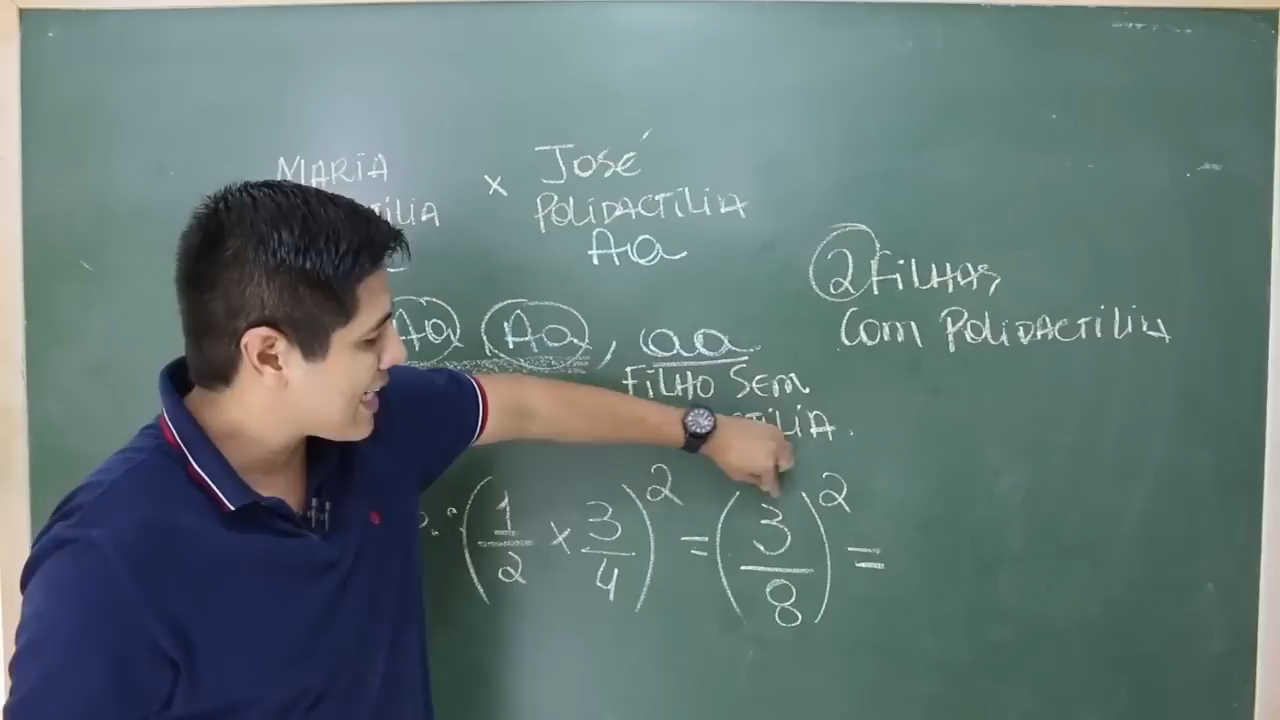 MARIA × JOSÉ
POLIDACTILIA
Aa
Aa Aa, aa
FILHO SEM
2 FILHAS
COM POLIDACTILIA
(1/2 × 3/4)² = (3/8)² =